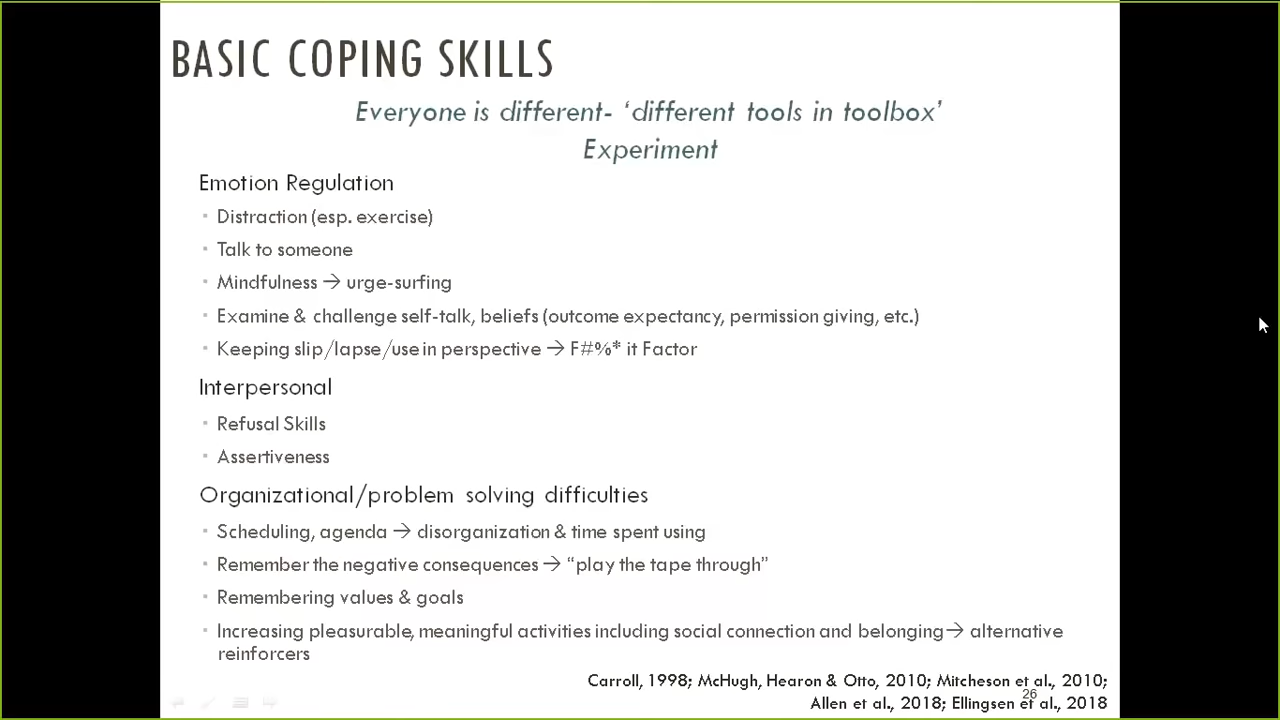 BASIC COPING SKILLS
Everyone is different- ‘different tools in toolbox’
Experiment
Emotion Regulation
▪ Distraction (esp. exercise)
▪ Talk to someone
▪ Mindfulness → urge-surfing
▪ Examine & challenge self-talk, beliefs (outcome expectancy, permission giving, etc.)
▪ Keeping slip/lapse/use in perspective → F#%* it Factor
Interpersonal
▪ Refusal Skills
▪ Assertiveness
Organizational/problem solving difficulties
▪ Scheduling, agenda → disorganization & time spent using
▪ Remember the negative consequences → “play the tape through”
▪ Remembering values & goals
▪ Increasing pleasurable, meaningful activities including social connection and belonging → alternative
reinforcers
Carroll, 1998; McHugh, Hearon & Otto, 2010; Mitcheson et al., 2010;
26
Allen et al., 2018; Ellingsen et al., 2018